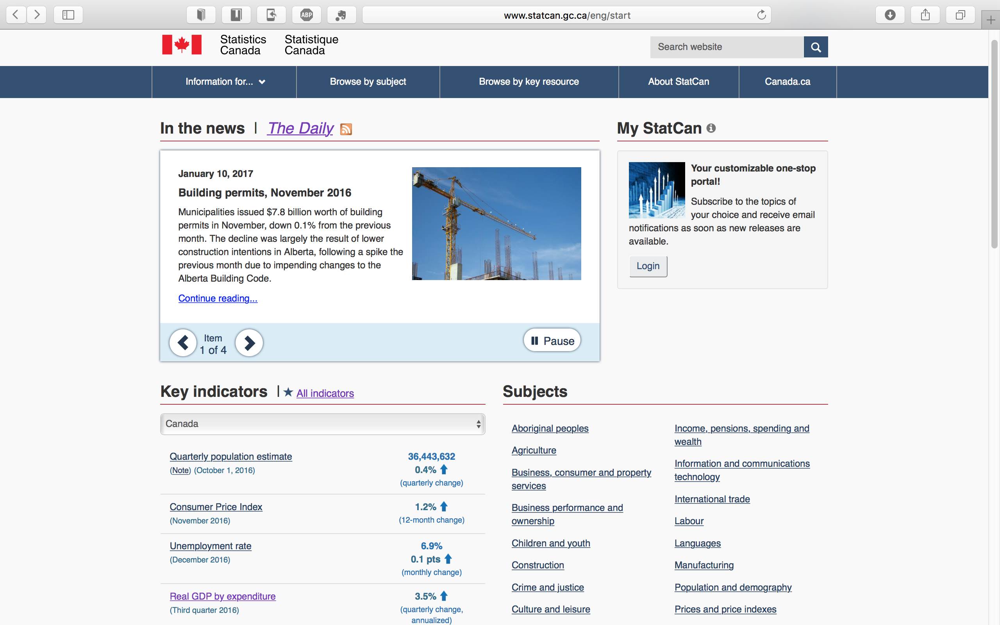 ABP
www.statcan.gc.ca/eng/start
Statistics Canada
Statistique Canada
Search website
Information for...
Browse by subject
Browse by key resource
About StatCan
Canada.ca
In the news | The Daily
January 10, 2017
Building permits, November 2016
Municipalities issued $7.8 billion worth of building
permits in November, down 0.1% from the previous
month. The decline was largely the result of lower
construction intentions in Alberta, following a spike the
previous month due to impending changes to the
Alberta Building Code.
Continue reading...
Item
1 of 4
Pause
My StatCan
Your customizable one-stop
portal!
Subscribe to the topics of
your choice and receive email
notifications as soon as new releases are
available.
Login
Key indicators | All indicators
Canada
Quarterly population estimate
(Note) (October 1, 2016)
36,443,632
0.4%
(quarterly change)
Consumer Price Index
(November 2016)
1.2%
(12-month change)
Unemployment rate
(December 2016)
6.9%
0.1 pts
(monthly change)
Real GDP by expenditure
(Third quarter 2016)
3.5%
(quarterly change,
annualized)
Subjects
Aboriginal peoples
Agriculture
Business, consumer and property
services
Business performance and
ownership
Children and youth
Construction
Crime and justice
Culture and leisure
Income, pensions, spending and
wealth
Information and communications
technology
International trade
Labour
Languages
Manufacturing
Population and demography
Prices and price indexes